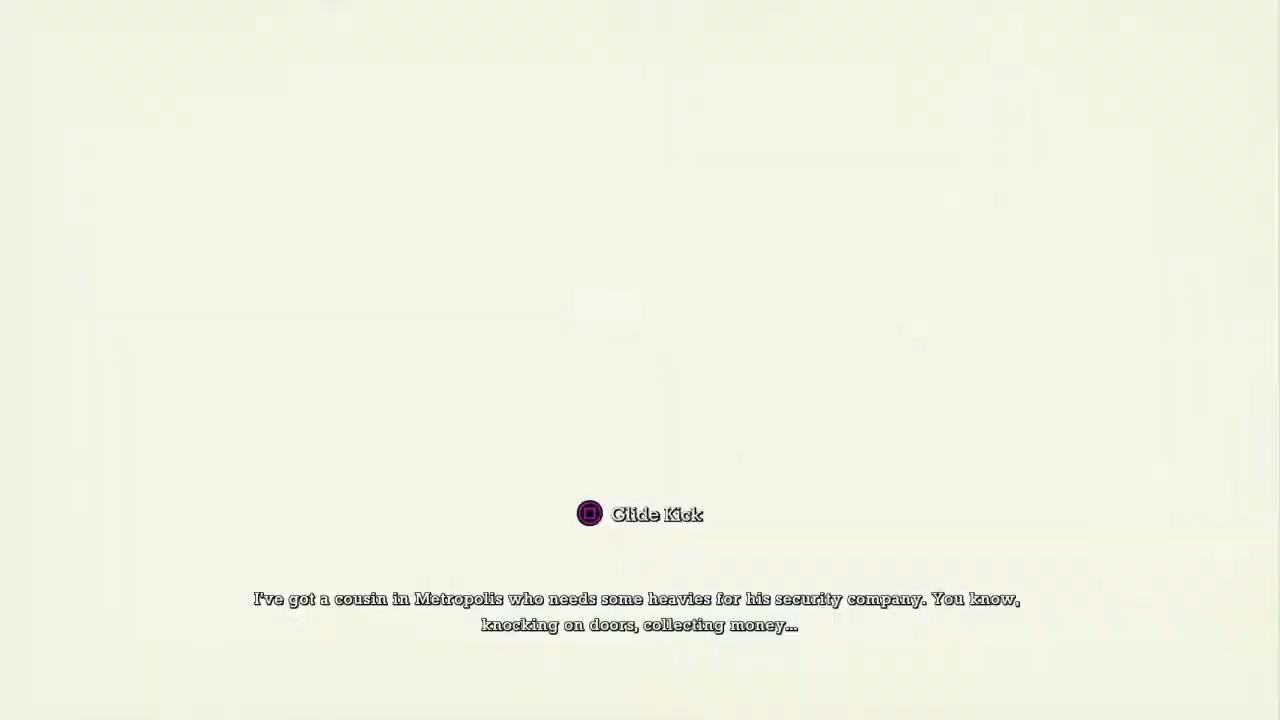 Glide Kick
I've got a cousin in Metropolis who needs some heavies for his security company. You know,
knocking on doors, collecting money...